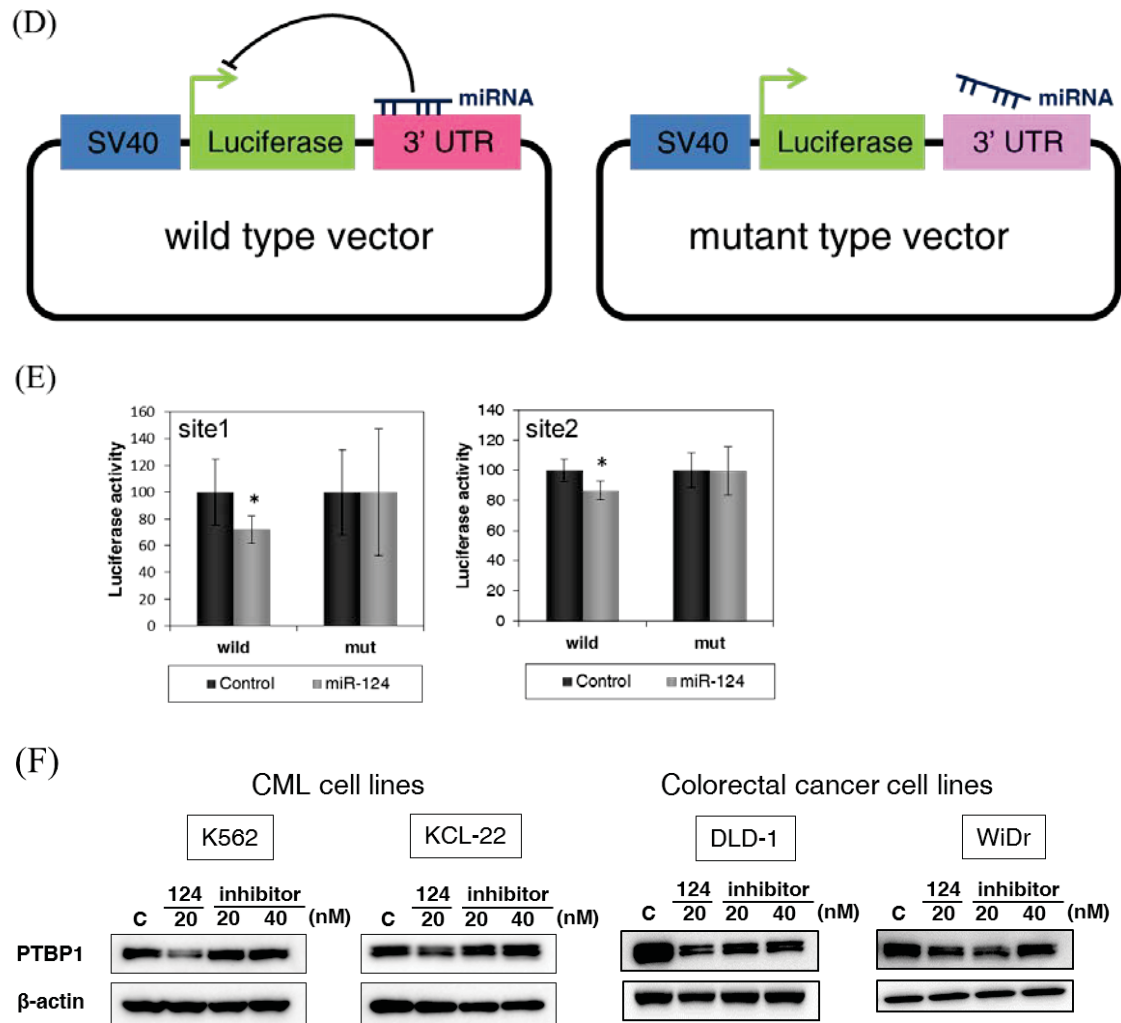 (D)
miRNA
SV40
Luciferase
3' UTR
wild type vector
miRNA
SV40
Luciferase
3' UTR
mutant type vector
(E)
site1
Luciferase activity
160
140
120
100
80
60
40
20
0
wild mut
Control miR-124
site2
Luciferase activity
140
120
100
80
60
40
20
0
wild mut
Control miR-124
(F)
CML cell lines Colorectal cancer cell lines
K562 KCL-22 DLD-1 WiDr
124 inhibitor 124 inhibitor 124 inhibitor 124 inhibitor
C 20 20 40 (nM) C 20 20 40 (nM) C 20 20 40 (nM) C 20 20 40 (nM)
PTBP1
β-actin